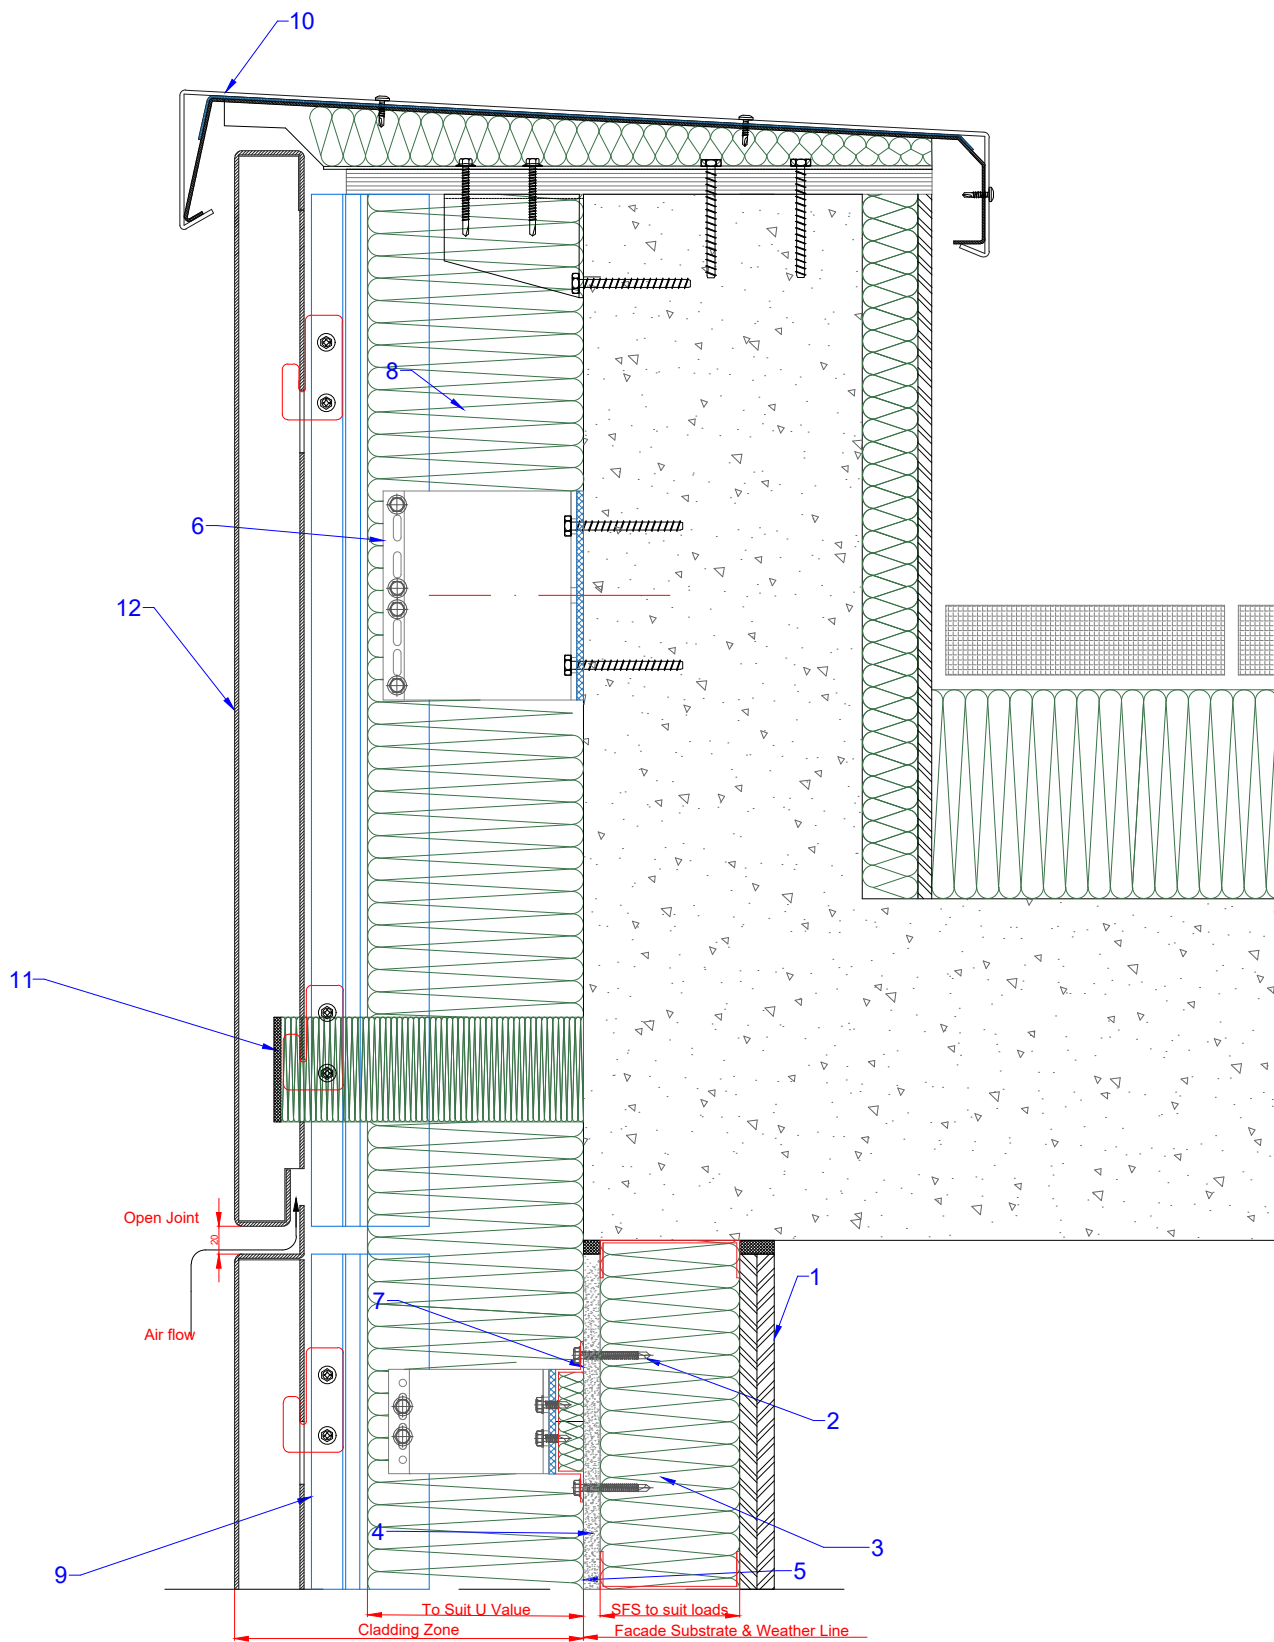 10
8
6
12
11
Open Joint
20
1
7
Air flow
2
4
3
5
9
To Suit U Value
SFS to suit loads
Cladding Zone
Facade Substrate & Weather Line